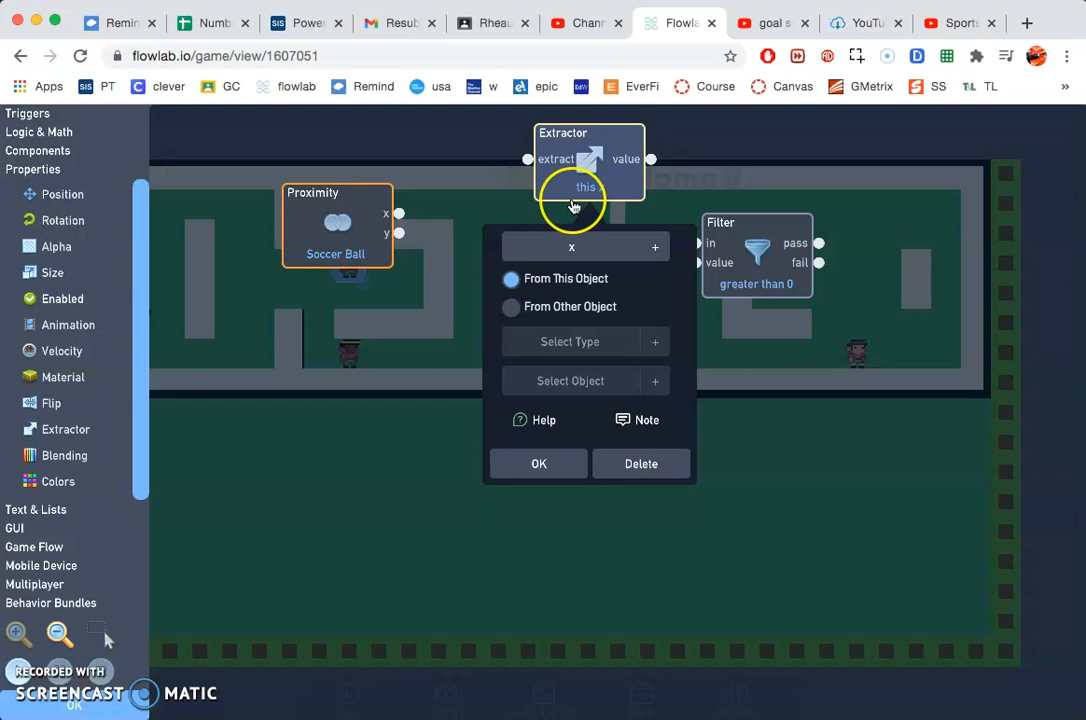 Remin
Numb
SIS Power
Resub
Rheau
Chann
Flowla
goal s
YouTu
Sports
flowlab.io/game/view/1607051
Apps
SIS PT
C clever
GC
flowlab
Remind
usa
w
epic
EverFi
Course
Canvas
GMetrix
SS
TL
Triggers
Logic & Math
Components
Properties
Position
Rotation
Alpha
Size
Enabled
Animation
Velocity
Material
Flip
Extractor
Blending
Colors
Text & Lists
GUI
Game Flow
Mobile Device
Multiplayer
Behavior Bundles
OK
Proximity
x
y
Soccer Ball
Extractor
extract value
this x
x +
From This Object
From Other Object
Select Type +
Select Object +
? Help Note
OK Delete
Filter
in pass
value fail
greater than 0
RECORDED WITH
SCREENCAST MATIC